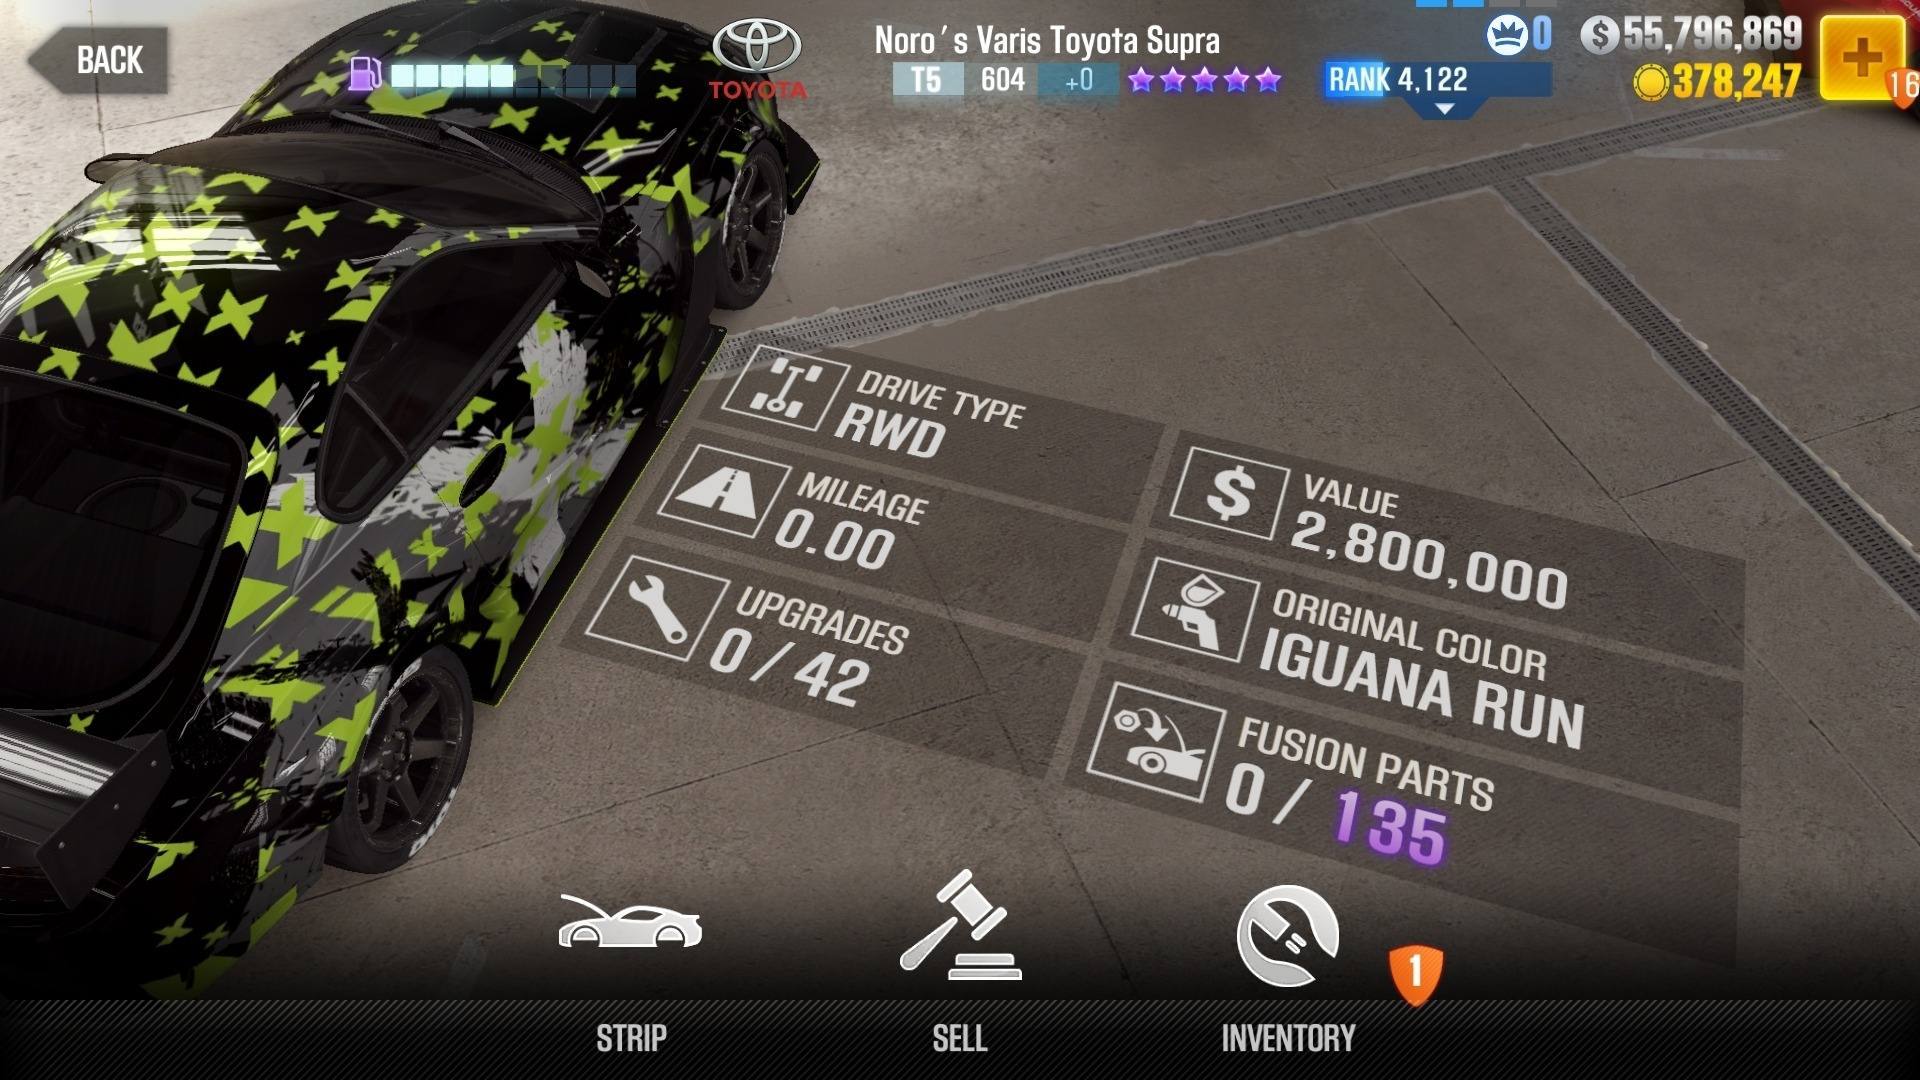 BACK
TOYOTA
Noro's Varis Toyota Supra
T5 604 +0
RANK 4,122
0
$ 55,796,869
378,247
16
DRIVE TYPE
RWD
MILEAGE
0.00
UPGRADES
0 / 42
$ VALUE
2,800,000
ORIGINAL COLOR
IGUANA RUN
FUSION PARTS
0 / 135
1
STRIP
SELL
INVENTORY